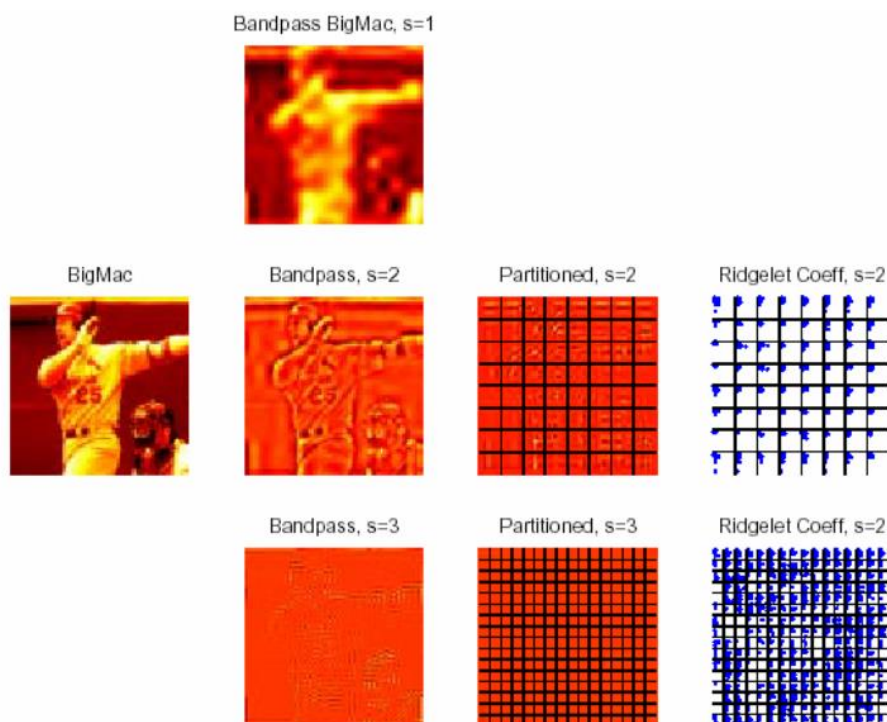 Bandpass BigMac, s=1
BigMac
Bandpass, s=2
Partitioned, s=2
Ridgelet Coeff, s=2
25
25
Bandpass, s=3
Partitioned, s=3
Ridgelet Coeff, s=2